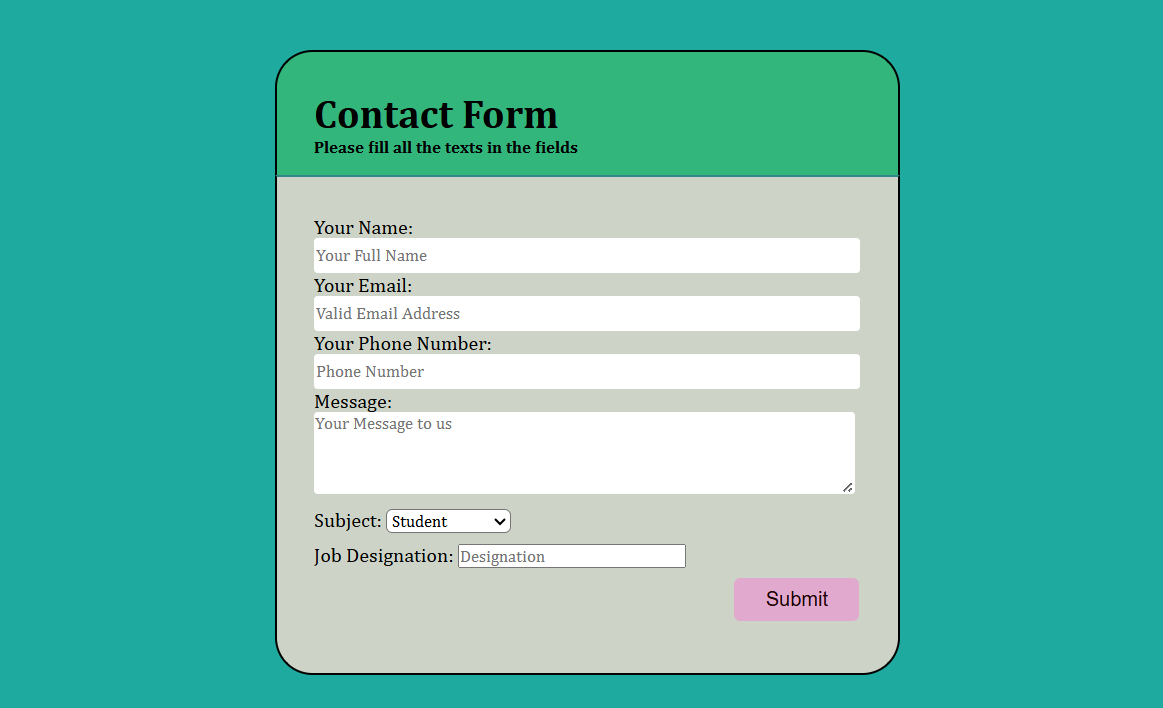 Contact Form
Please fill all the texts in the fields
Your Name:
Your Full Name
Your Email:
Valid Email Address
Your Phone Number:
Phone Number
Message:
Your Message to us
Subject: Student
Job Designation: Designation
Submit